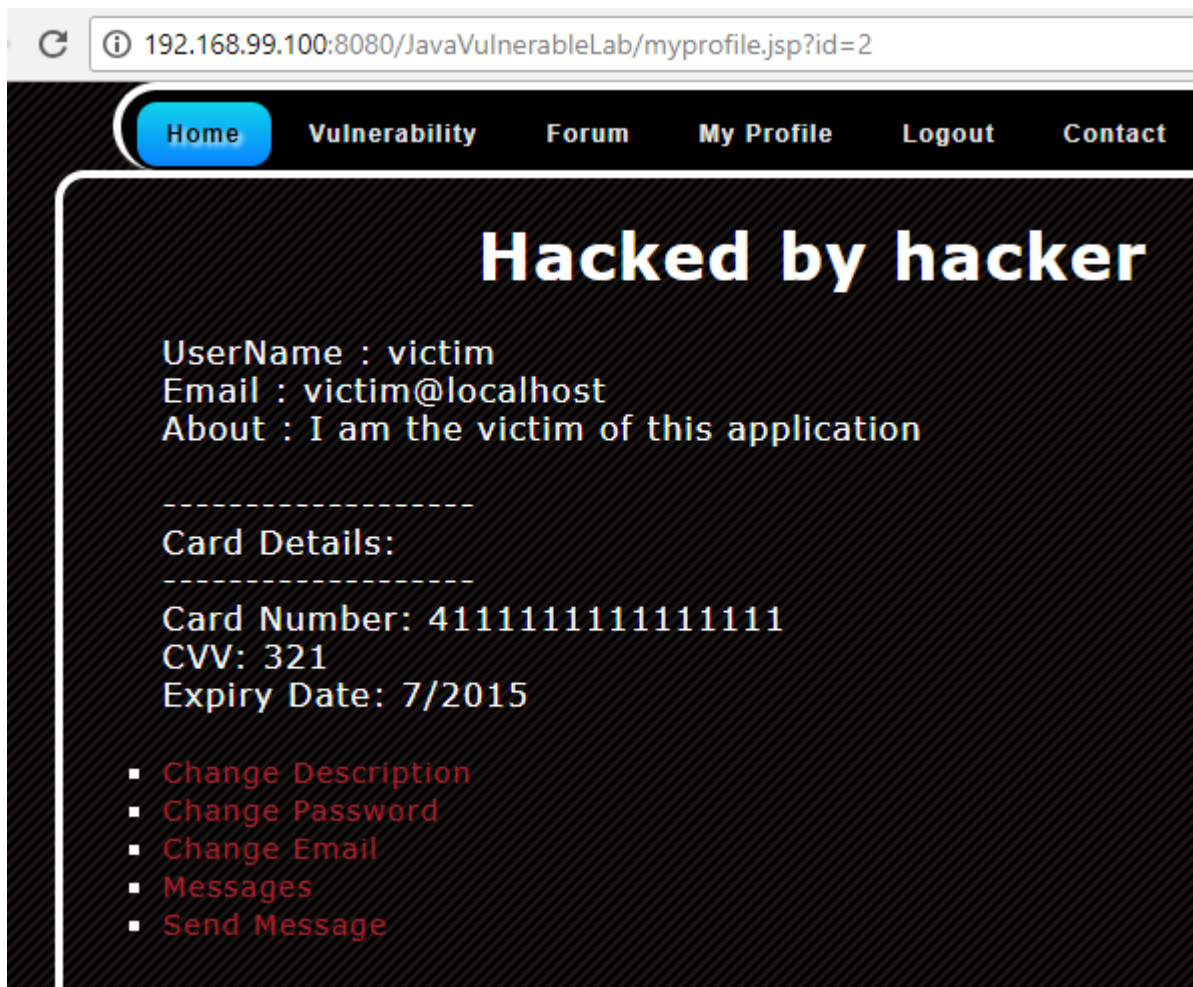 192.168.99.100:8080/JavaVulnerableLab/myprofile.jsp?id=2
Home Vulnerability Forum My Profile Logout Contact
Hacked by hacker
UserName : victim
Email : victim@localhost
About : I am the victim of this application
-------------------
Card Details:
-------------------
Card Number: 4111111111111111
CVV: 321
Expiry Date: 7/2015
Change Description
Change Password
Change Email
Messages
Send Message